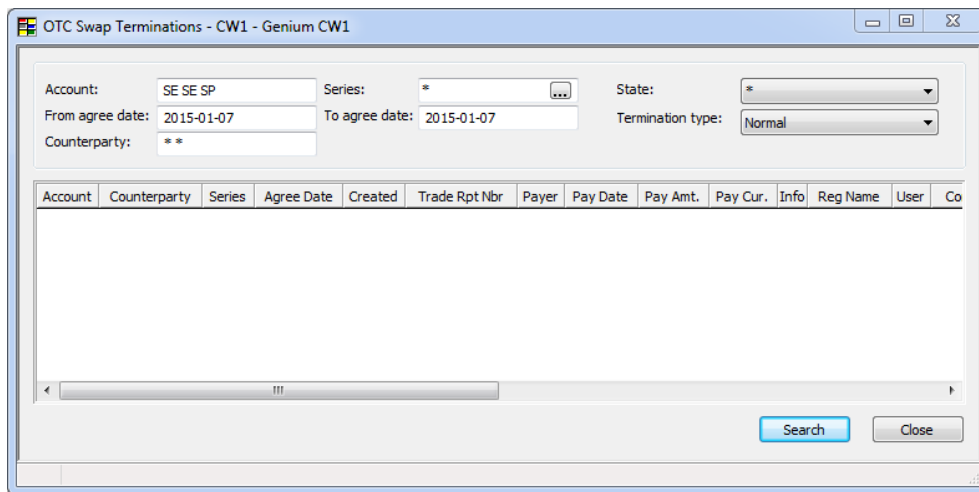 OTC Swap Terminations - CW1 - Genium CW1
Account: SE SE SP Series: * ... State: *
From agree date: 2015-01-07 To agree date: 2015-01-07 Termination type: Normal
Counterparty: * *
Account Counterparty Series Agree Date Created Trade Rpt Nbr Payer Pay Date Pay Amt. Pay Cur. Info Reg Name User Co
Search Close